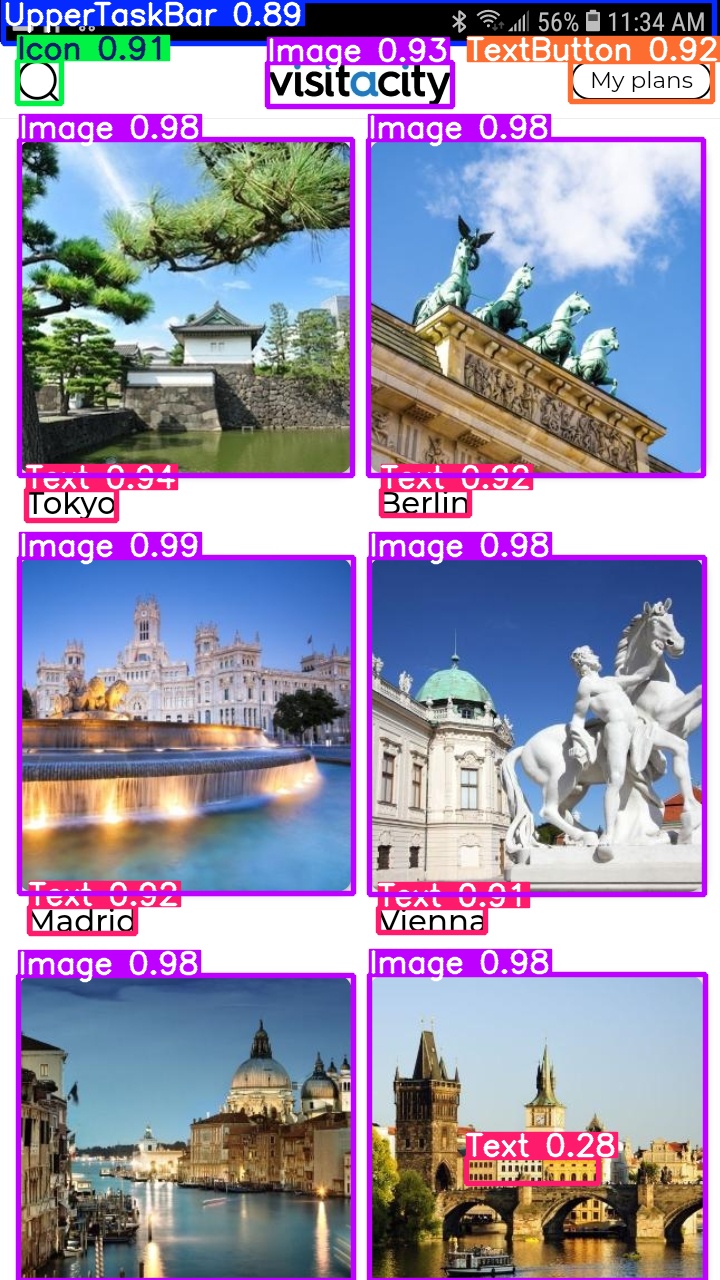 UpperTaskBar 0.89
56% 11:34 AM
Icon 0.91
Image 0.93
TextButton 0.92
visitacity
My plans
Image 0.98
Image 0.98
Text 0.94
Text 0.92
Tokyo
Berlin
Image 0.99
Image 0.98
Text 0.92
Text 0.91
Madrid
Vienna
Image 0.98
Image 0.98
Text 0.28